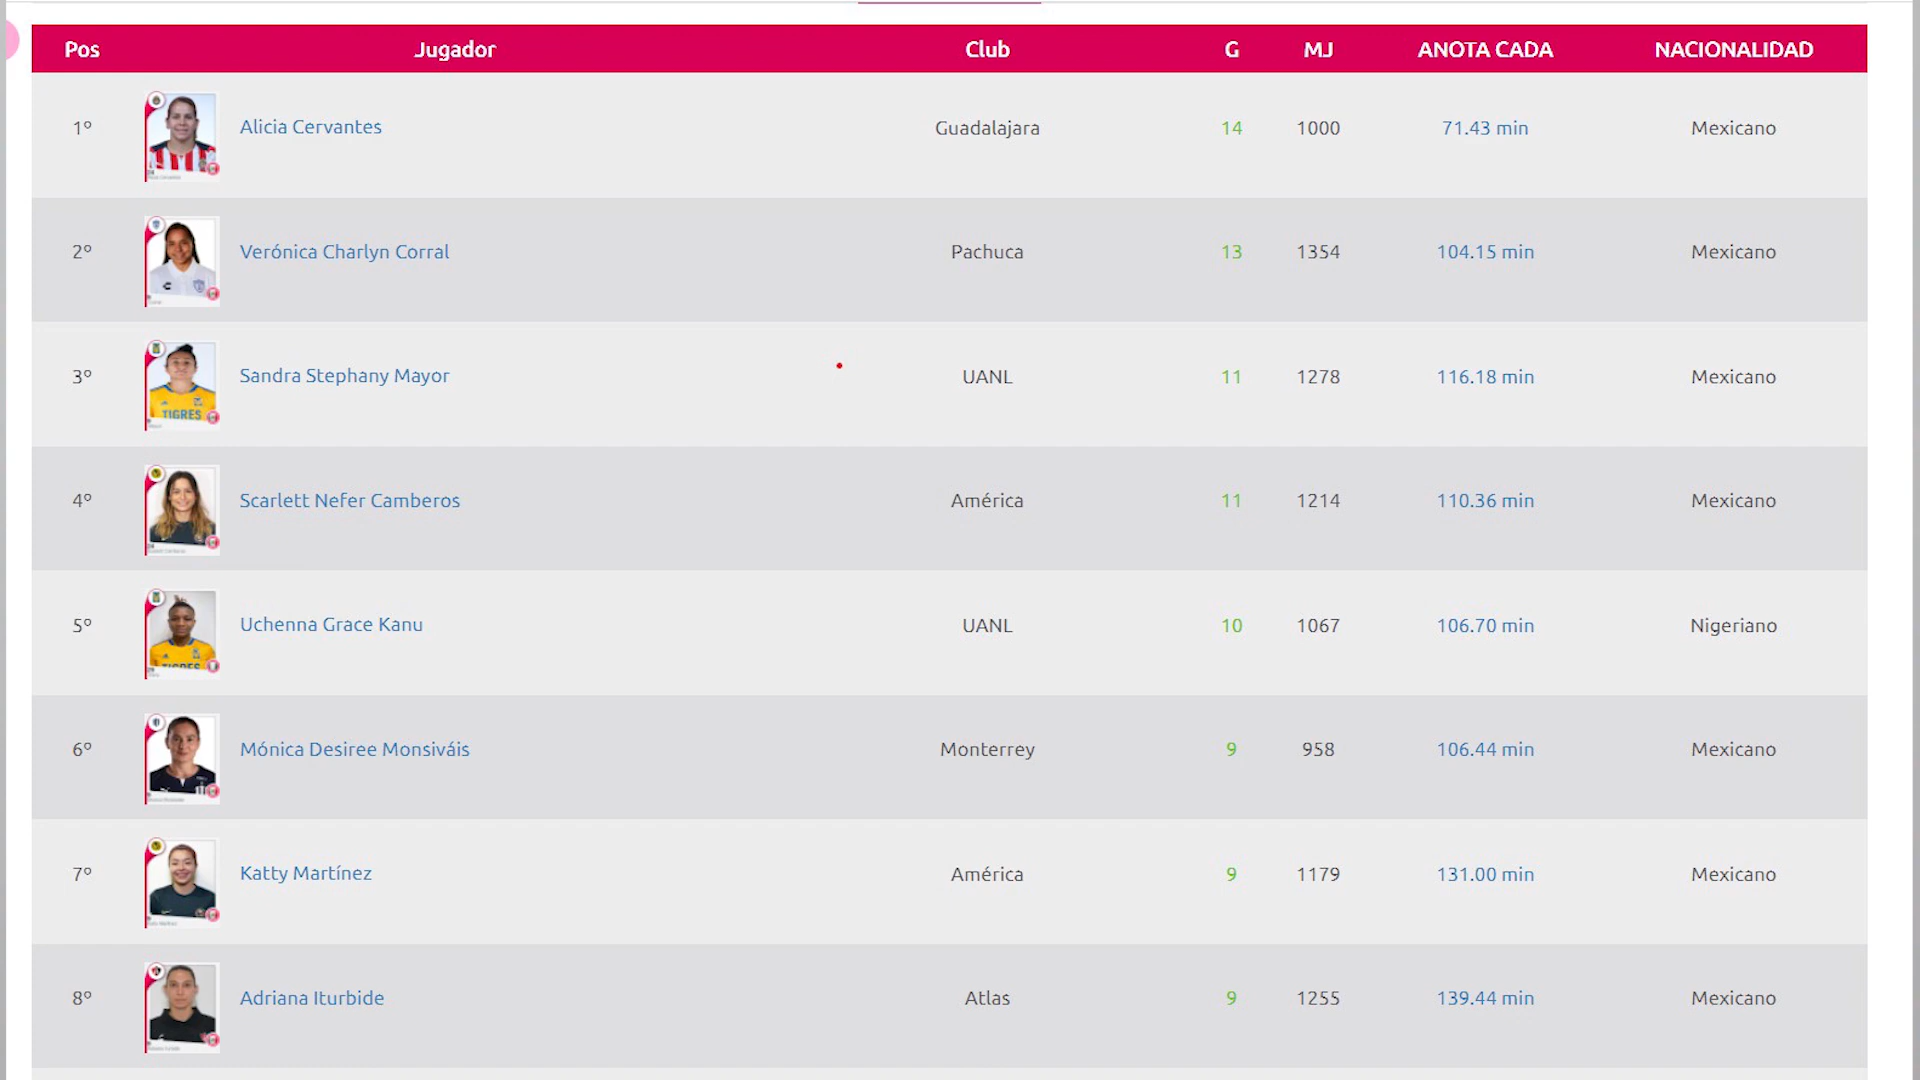 Pos Jugador Club G MJ ANOTA CADA NACIONALIDAD
1º Alicia Cervantes Guadalajara 14 1000 71.43 min Mexicano
2º Verónica Charlyn Corral Pachuca 13 1354 104.15 min Mexicano
3º Sandra Stephany Mayor UANL 11 1278 116.18 min Mexicano
TIGRES
4º Scarlett Nefer Camberos América 11 1214 110.36 min Mexicano
5º Uchenna Grace Kanu UANL 10 1067 106.70 min Nigeriano
TIGRES
6º Mónica Desiree Monsiváis Monterrey 9 958 106.44 min Mexicano
7º Katty Martínez América 9 1179 131.00 min Mexicano
8º Adriana Iturbide Atlas 9 1255 139.44 min Mexicano